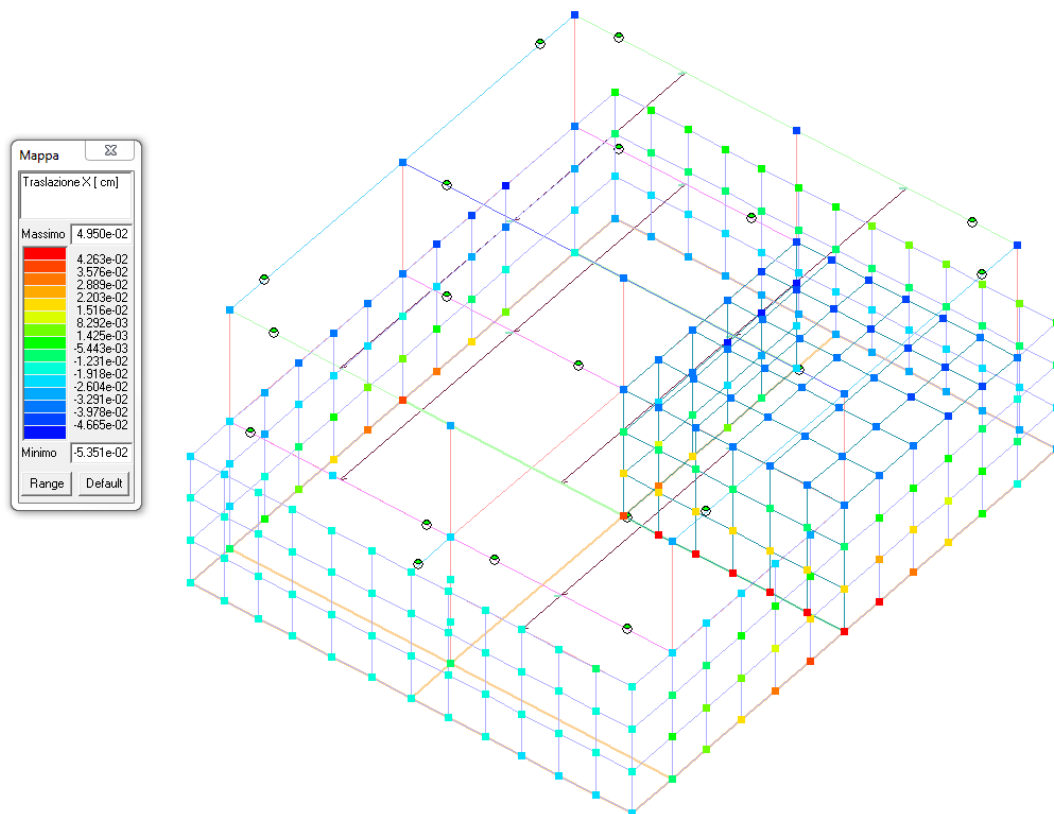 Mappa
Traslazione X [ cm]
Massimo 4.950e-02
4.263e-02
3.576e-02
2.889e-02
2.203e-02
1.516e-02
8.292e-03
1.425e-03
-5.443e-03
-1.231e-02
-1.918e-02
-2.604e-02
-3.291e-02
-3.978e-02
-4.665e-02
Minimo -5.351e-02
Range Default